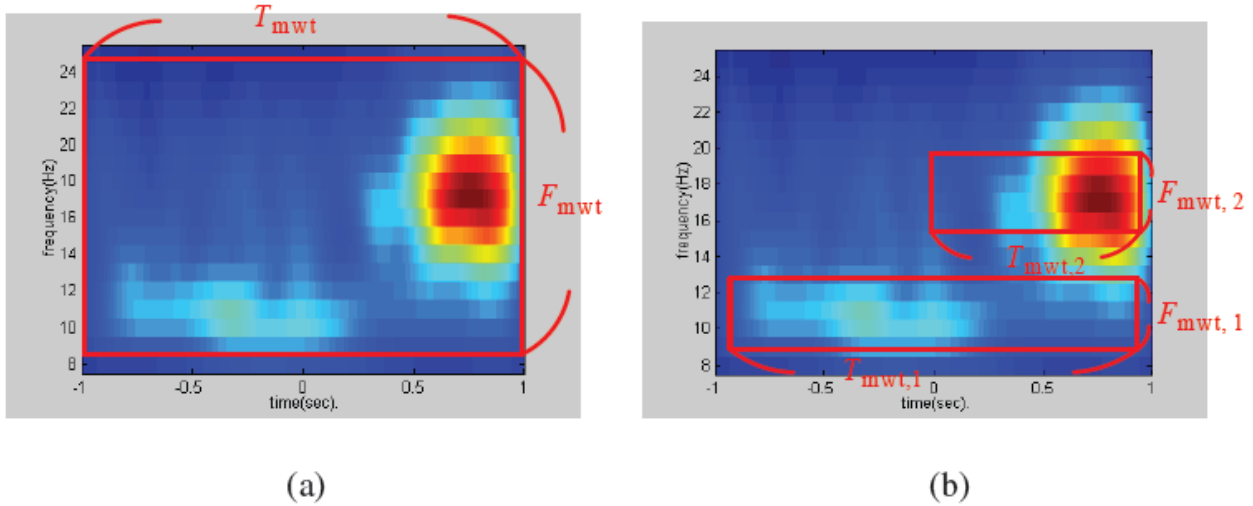 T_mwt
24
22
20
18
16
14
12
10
8
frequency(Hz)
-1
-0.5
0
0.5
1
time(sec).
F_mwt
(a)
24
22
20
18
16
14
12
10
8
frequency(Hz)
F_mwt, 2
T_mwt,2
F_mwt, 1
T_mwt,1
-1
-0.5
0
0.5
1
time(sec).
(b)